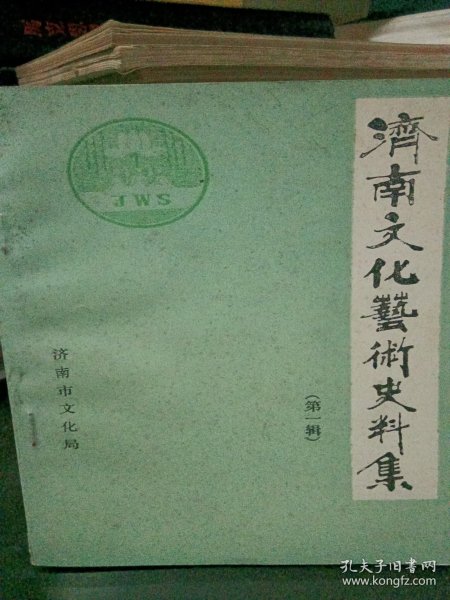 濟南文化藝術史料集
（第一辑）
济南市文化局
JWS
孔夫子旧书网
www.kongfz.com